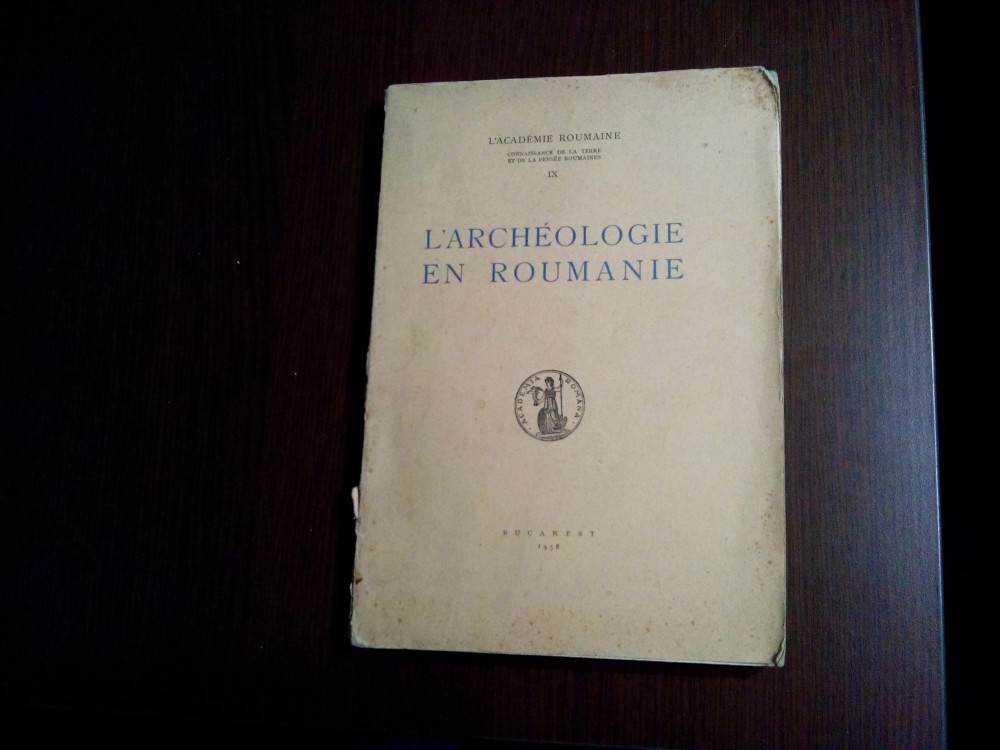 L'ACADÉMIE ROUMAINE
CONNAISSANCE DE LA TERRE
ET DE LA PENSÉE ROUMAINES
IX
L'ARCHÉOLOGIE
EN ROUMANIE
ACADEMIA ROMANA
BUCAREST
1938